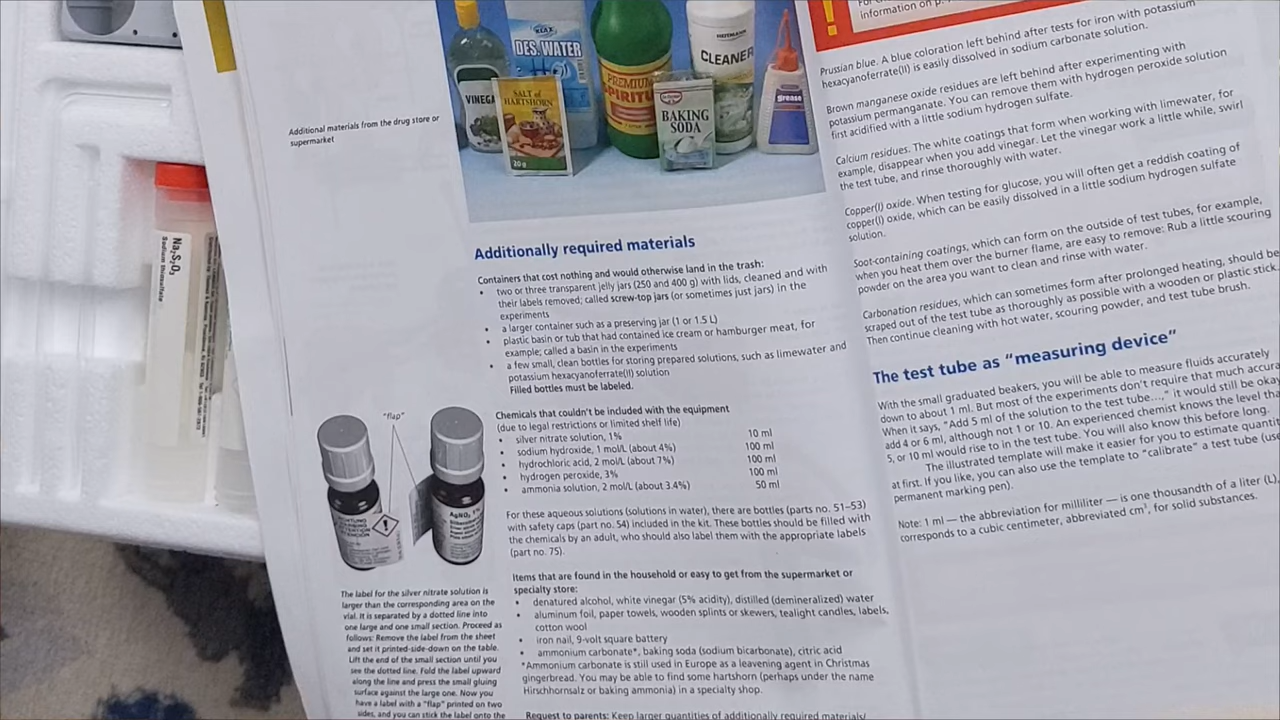 Na₂S₂O₃
Sodium thiosulfate
Additional materials from the drug store or
supermarket
VINEGA
RELAX
DES. WATER
SALT of
HARTSHORN
20 g
PREMIUM
SPIRITU
Dr. Oetker
BAKING
SODA
HEITMANN
CLEANER
Grease
Additionally required materials
Containers that cost nothing and would otherwise land in the trash:
• two or three transparent jelly jars (250 and 400 g) with lids, cleaned and with
their labels removed; called screw-top jars (or sometimes just jars) in the
experiments
• a larger container such as a preserving jar (1 or 1.5 L)
• plastic basin or tub that had contained ice cream or hamburger meat, for
example; called a basin in the experiments
• a few small, clean bottles for storing prepared solutions, such as limewater and
potassium hexacyanoferrate(II) solution
Filled bottles must be labeled.
Chemicals that couldn't be included with the equipment
(due to legal restrictions or limited shelf life)
• silver nitrate solution, 1% 10 ml
• sodium hydroxide, 1 mol/L (about 4%) 100 ml
• hydrochloric acid, 2 mol/L (about 7%) 100 ml
• hydrogen peroxide, 3% 100 ml
• ammonia solution, 2 mol/L (about 3.4%) 50 ml
For these aqueous solutions (solutions in water), there are bottles (parts no. 51–53)
with safety caps (part no. 54) included in the kit. These bottles should be filled with
the chemicals by an adult, who should also label them with the appropriate labels
(part no. 75).
Items that are found in the household or easy to get from the supermarket or
specialty store:
• denatured alcohol, white vinegar (5% acidity), distilled (demineralized) water
• aluminum foil, paper towels, wooden splints or skewers, tealight candles, labels,
cotton wool
• iron nail, 9-volt square battery
• ammonium carbonate*, baking soda (sodium bicarbonate), citric acid
*Ammonium carbonate is still used in Europe as a leavening agent in Christmas
gingerbread. You may be able to find some hartshorn (perhaps under the name
Hirschhornsalz or baking ammonia) in a specialty shop.
Request to parents: Keep larger quantities of additionally required materials/
"flap"
ACHTUNG
WARNING
ATTENTION
ATENCIÓN
AgNO₃ 1%
The label for the silver nitrate solution is
larger than the corresponding area on the
vial. It is separated by a dotted line into
one large and one small section. Proceed as
follows: Remove the label from the sheet
and set it printed-side-down on the table.
Lift the end of the small section until you
see the dotted line. Fold the label upward
along the line and press the small gluing
surface against the large one. Now you
have a label with a "flap" printed on two
sides, and you can stick the label onto the
information on p.
Prussian blue. A blue coloration left behind after tests for iron with potassium
hexacyanoferrate(II) is easily dissolved in sodium carbonate solution.
Brown manganese oxide residues are left behind after experimenting with
potassium permanganate. You can remove them with hydrogen peroxide solution
first acidified with a little sodium hydrogen sulfate.
Calcium residues. The white coatings that form when working with limewater, for
example, disappear when you add vinegar. Let the vinegar work a little while, swirl
the test tube, and rinse thoroughly with water.
Copper(I) oxide. When testing for glucose, you will often get a reddish coating of
copper(I) oxide, which can be easily dissolved in a little sodium hydrogen sulfate
solution.
Soot-containing coatings, which can form on the outside of test tubes, for example,
when you heat them over the burner flame, are easy to remove: Rub a little scouring
powder on the area you want to clean and rinse with water.
Carbonation residues, which can sometimes form after prolonged heating, should be
scraped out of the test tube as thoroughly as possible with a wooden or plastic stick.
Then continue cleaning with hot water, scouring powder, and test tube brush.
The test tube as "measuring device"
With the small graduated beakers, you will be able to measure fluids accurately
down to about 1 ml. But most of the experiments don't require that much accura
When it says, "Add 5 ml of the solution to the test tube...," it would still be okay
add 4 or 6 ml, although not 1 or 10. An experienced chemist knows the level tha
5, or 10 ml would rise to in the test tube. You will also know this before long.
The illustrated template will make it easier for you to estimate quantiti
at first. If you like, you can also use the template to "calibrate" a test tube (use
permanent marking pen).
Note: 1 ml — the abbreviation for milliliter — is one thousandth of a liter (L),
corresponds to a cubic centimeter, abbreviated cm³, for solid substances.